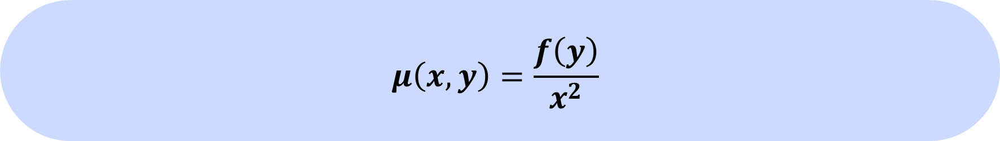 μ(x, y) = f(y)/x²